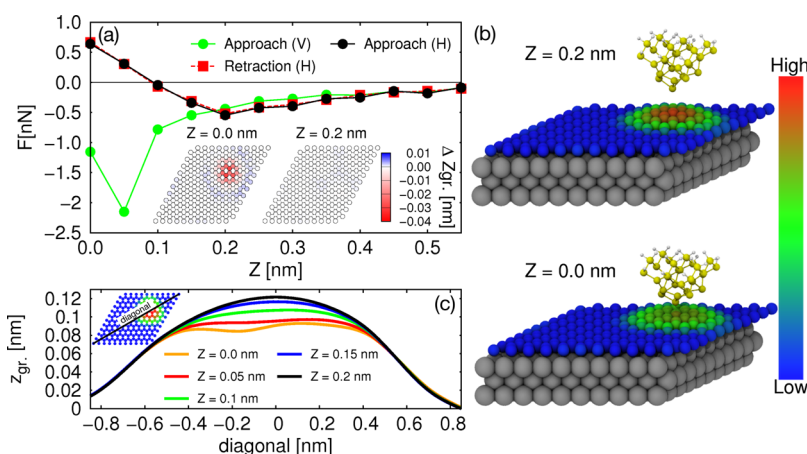 (a)
Approach (V)
Approach (H)
Retraction (H)
F[nN]
1.0
0.5
0.0
−0.5
−1.0
−1.5
−2
−2.5
Z = 0.0 nm
Z = 0.2 nm
0.01
0.00
−0.01
−0.02
−0.03
−0.04
Δ Zgr. [nm]
0.0 0.1 0.2 0.3 0.4 0.5
Z [nm]
(c)
diagonal
zgr. [nm]
0.12
0.10
0.08
0.06
0.04
0.02
0
Z = 0.0 nm
Z = 0.15 nm
Z = 0.05 nm
Z = 0.2 nm
Z = 0.1 nm
−0.8 −0.6 −0.4 −0.2 0 0.2 0.4 0.6 0.8
diagonal [nm]
(b)
Z = 0.2 nm
Z = 0.0 nm
High
Low